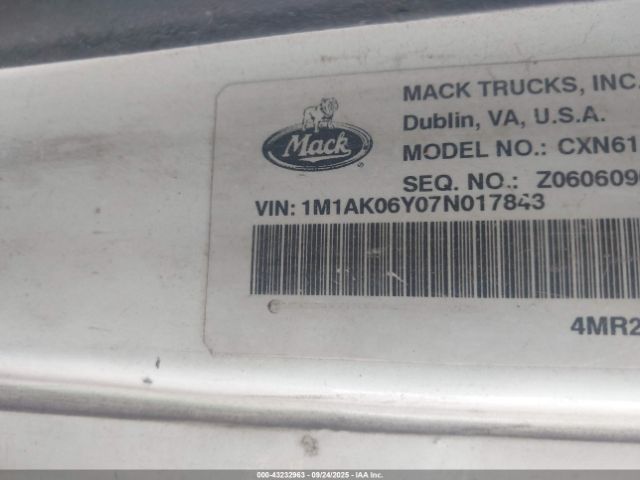 MACK TRUCKS, INC.
Dublin, VA, U.S.A.
Mack
MODEL NO.: CXN61
SEQ. NO.: Z060609
VIN: 1M1AK06Y07N017843
4MR2
000-43232963 - 09/24/2025 - IAA Inc.